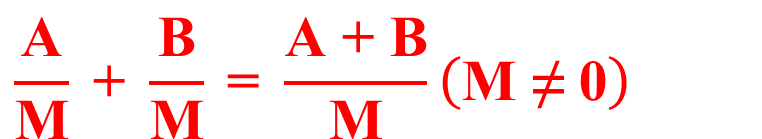 A/M + B/M = A + B/M (M ≠ 0)